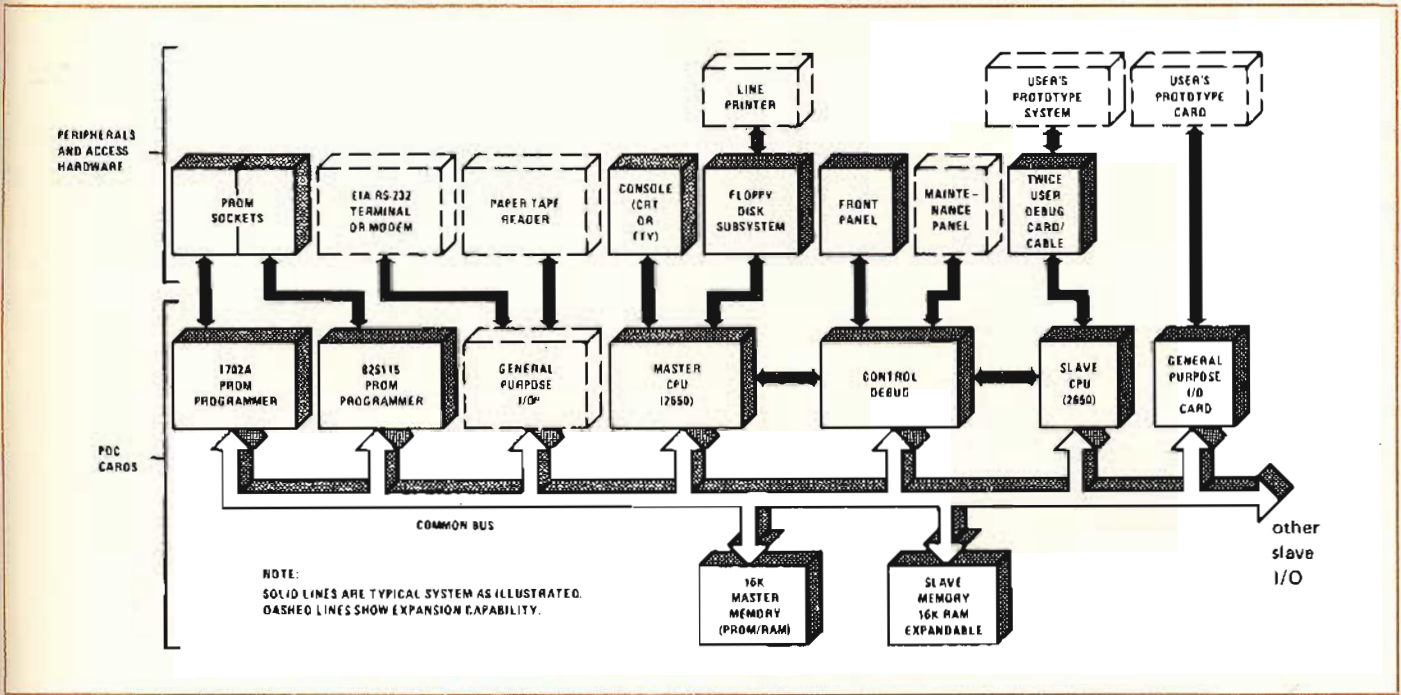 LINE
PRINTER
USER'S
PROTOTYPE
SYSTEM
USER'S
PROTOTYPE
CARD
PERIPHERALS
AND ACCESS
HARDWARE
PROM
SOCKETS
EIA RS-232
TERMINAL
OR MODEM
PAPER TAPE
READER
CONSOLE
(CRT
OR
TTY)
FLOPPY
DISK
SUBSYSTEM
FRONT
PANEL
MAINTE-
NANCE
PANEL
TWICE
USER
DEBUG
CARD/
CABLE
1702A
PROM
PROGRAMMER
82S115
PROM
PROGRAMMER
GENERAL
PURPOSE
MASTER
CPU
(2650)
CONTROL
DEBUG
SLAVE
CPU
(2650)
GENERAL
PURPOSE
I/O
CARD
CARDS
COMMON BUS
other
slave
I/O
NOTE:
SOLID LINES ARE TYPICAL SYSTEM AS ILLUSTRATED.
DASHED LINES SHOW EXPANSION CAPABILITY.
16K
MASTER
MEMORY
(PROM/RAM)
SLAVE
MEMORY
16K RAM
EXPANDABLE